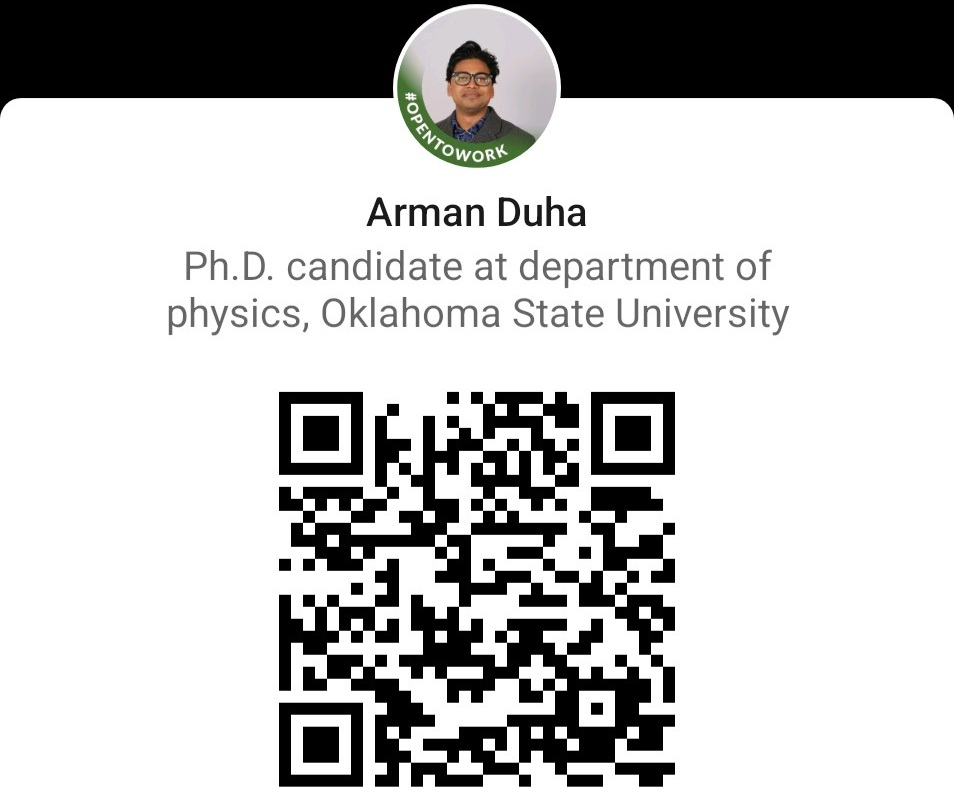 #OPENTOWORK
Arman Duha
Ph.D. candidate at department of
physics, Oklahoma State University